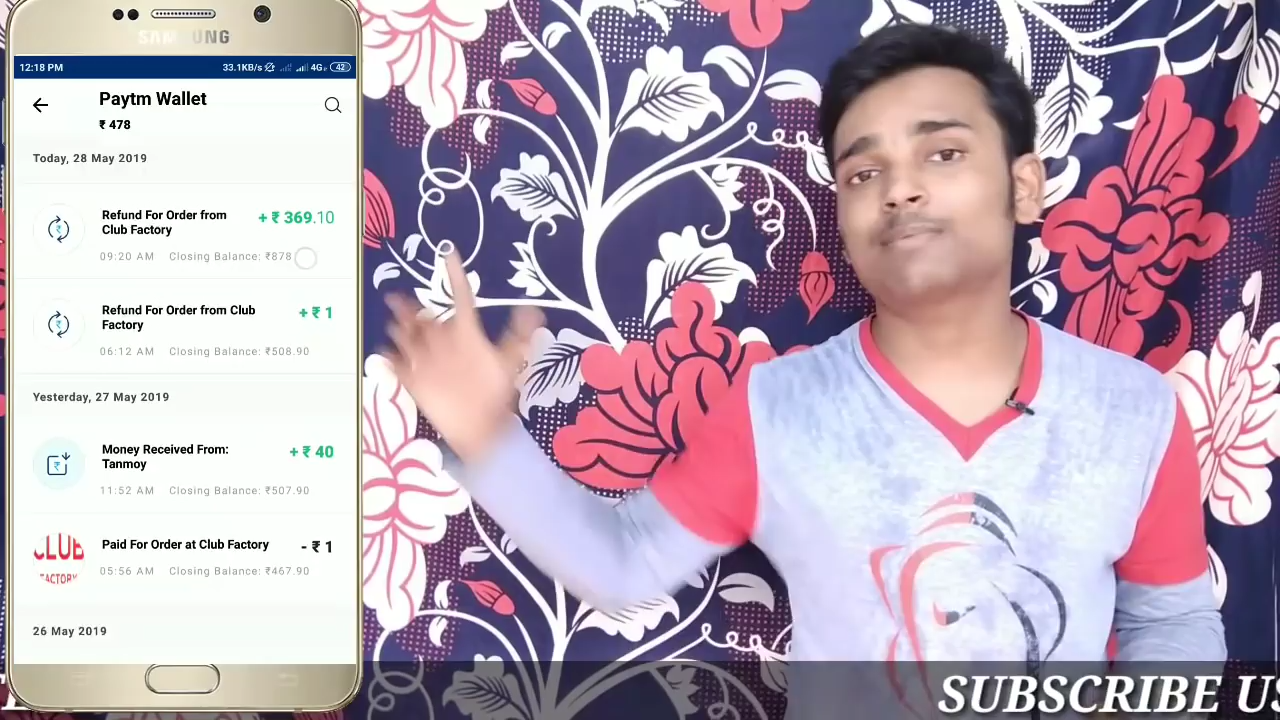 SAMSUNG
12:18 PM 33.1KB/s 4G 42
Paytm Wallet
₹ 478
Today, 28 May 2019
Refund For Order from
Club Factory
+ ₹ 369.10
09:20 AM Closing Balance: ₹878
Refund For Order from Club
Factory
+ ₹ 1
06:12 AM Closing Balance: ₹508.90
Yesterday, 27 May 2019
Money Received From:
Tanmoy
+ ₹ 40
11:52 AM Closing Balance: ₹507.90
CLUB
FACTORY
Paid For Order at Club Factory
- ₹ 1
05:56 AM Closing Balance: ₹467.90
26 May 2019
SUBSCRIBE US